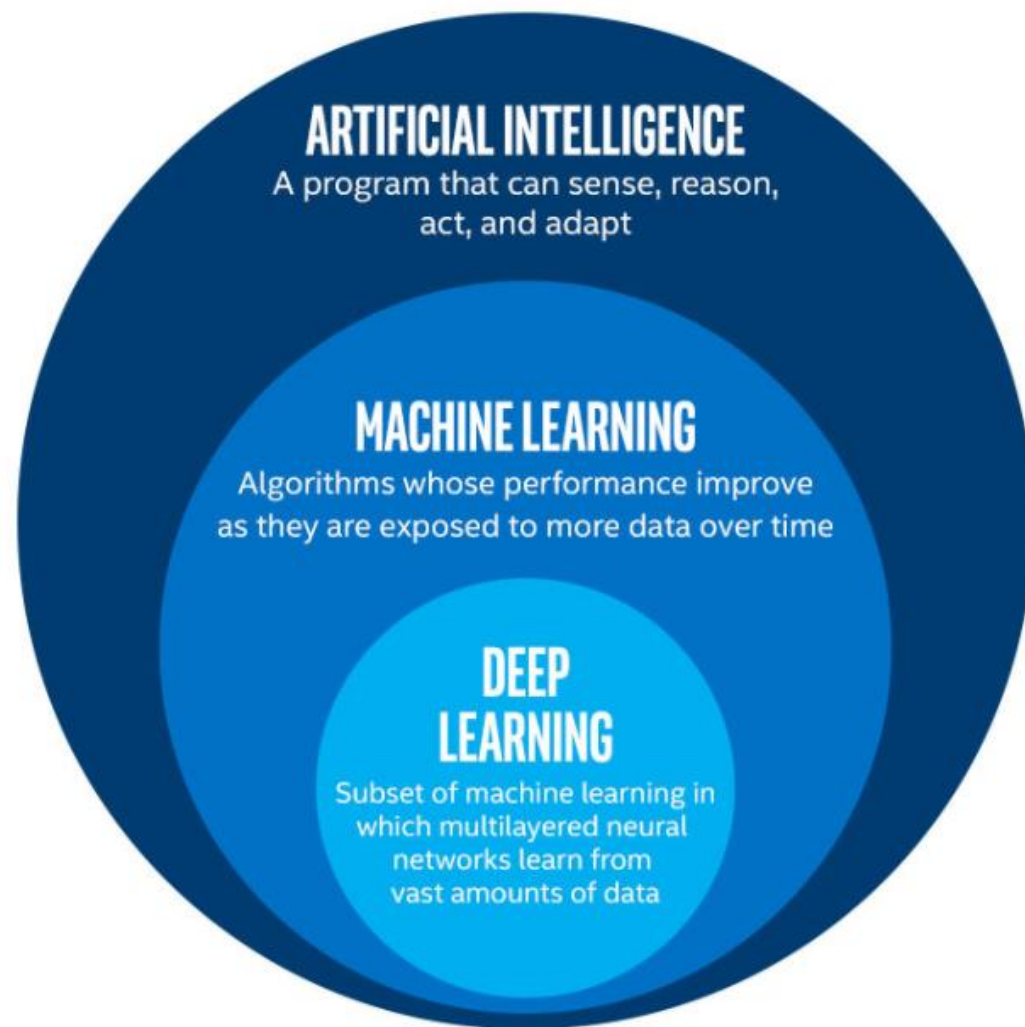 ARTIFICIAL INTELLIGENCE
A program that can sense, reason,
act, and adapt
MACHINE LEARNING
Algorithms whose performance improve
as they are exposed to more data over time
DEEP
LEARNING
Subset of machine learning in
which multilayered neural
networks learn from
vast amounts of data